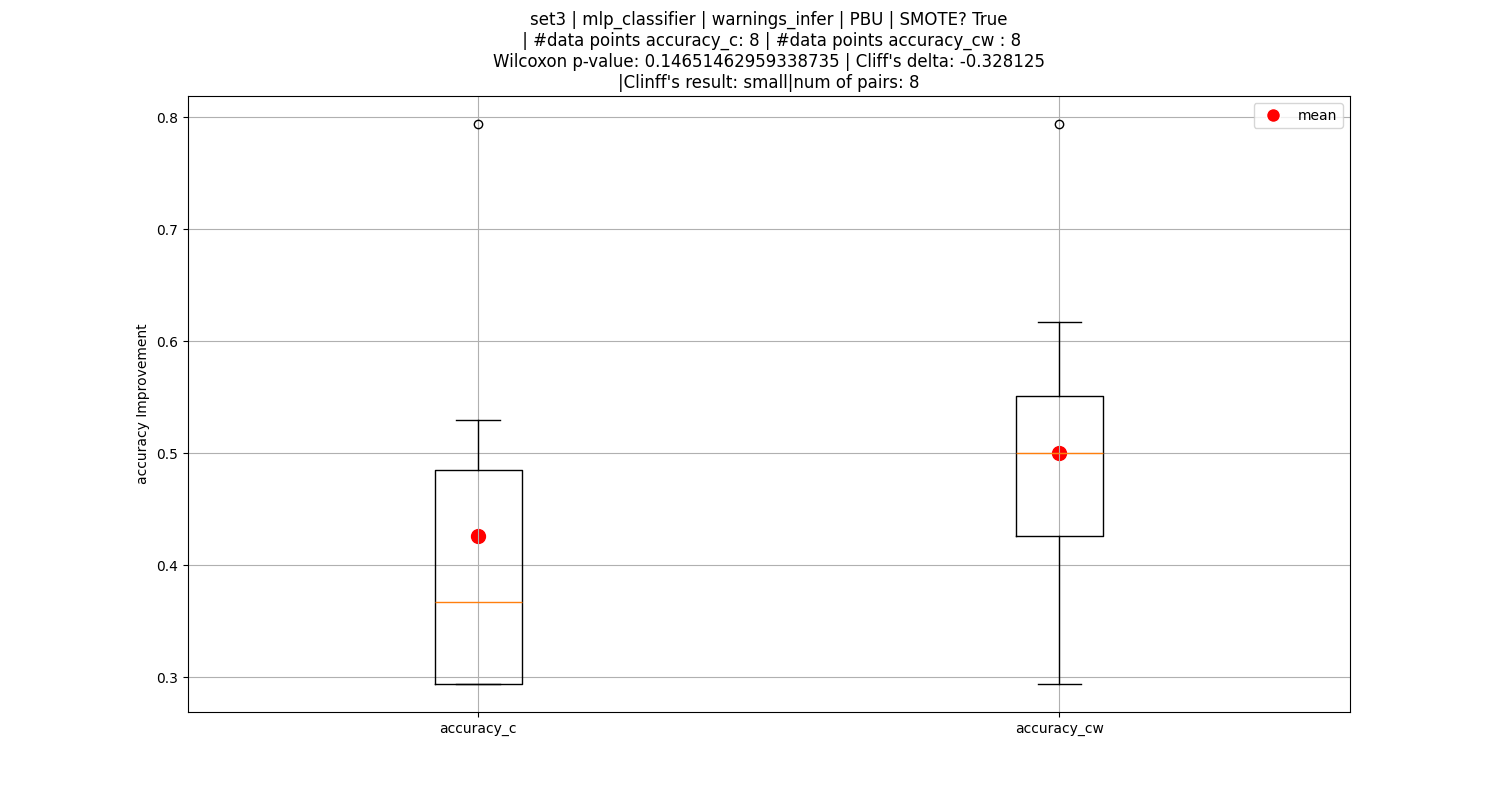 set3 | mlp_classifier | warnings_infer | PBU | SMOTE? True
| #data points accuracy_c: 8 | #data points accuracy_cw : 8
Wilcoxon p-value: 0.14651462959338735 | Cliff's delta: -0.328125
|Clinff's result: small|num of pairs: 8
mean
0.8
0.7
0.6
0.5
0.4
0.3
accuracy Improvement
accuracy_c
accuracy_cw